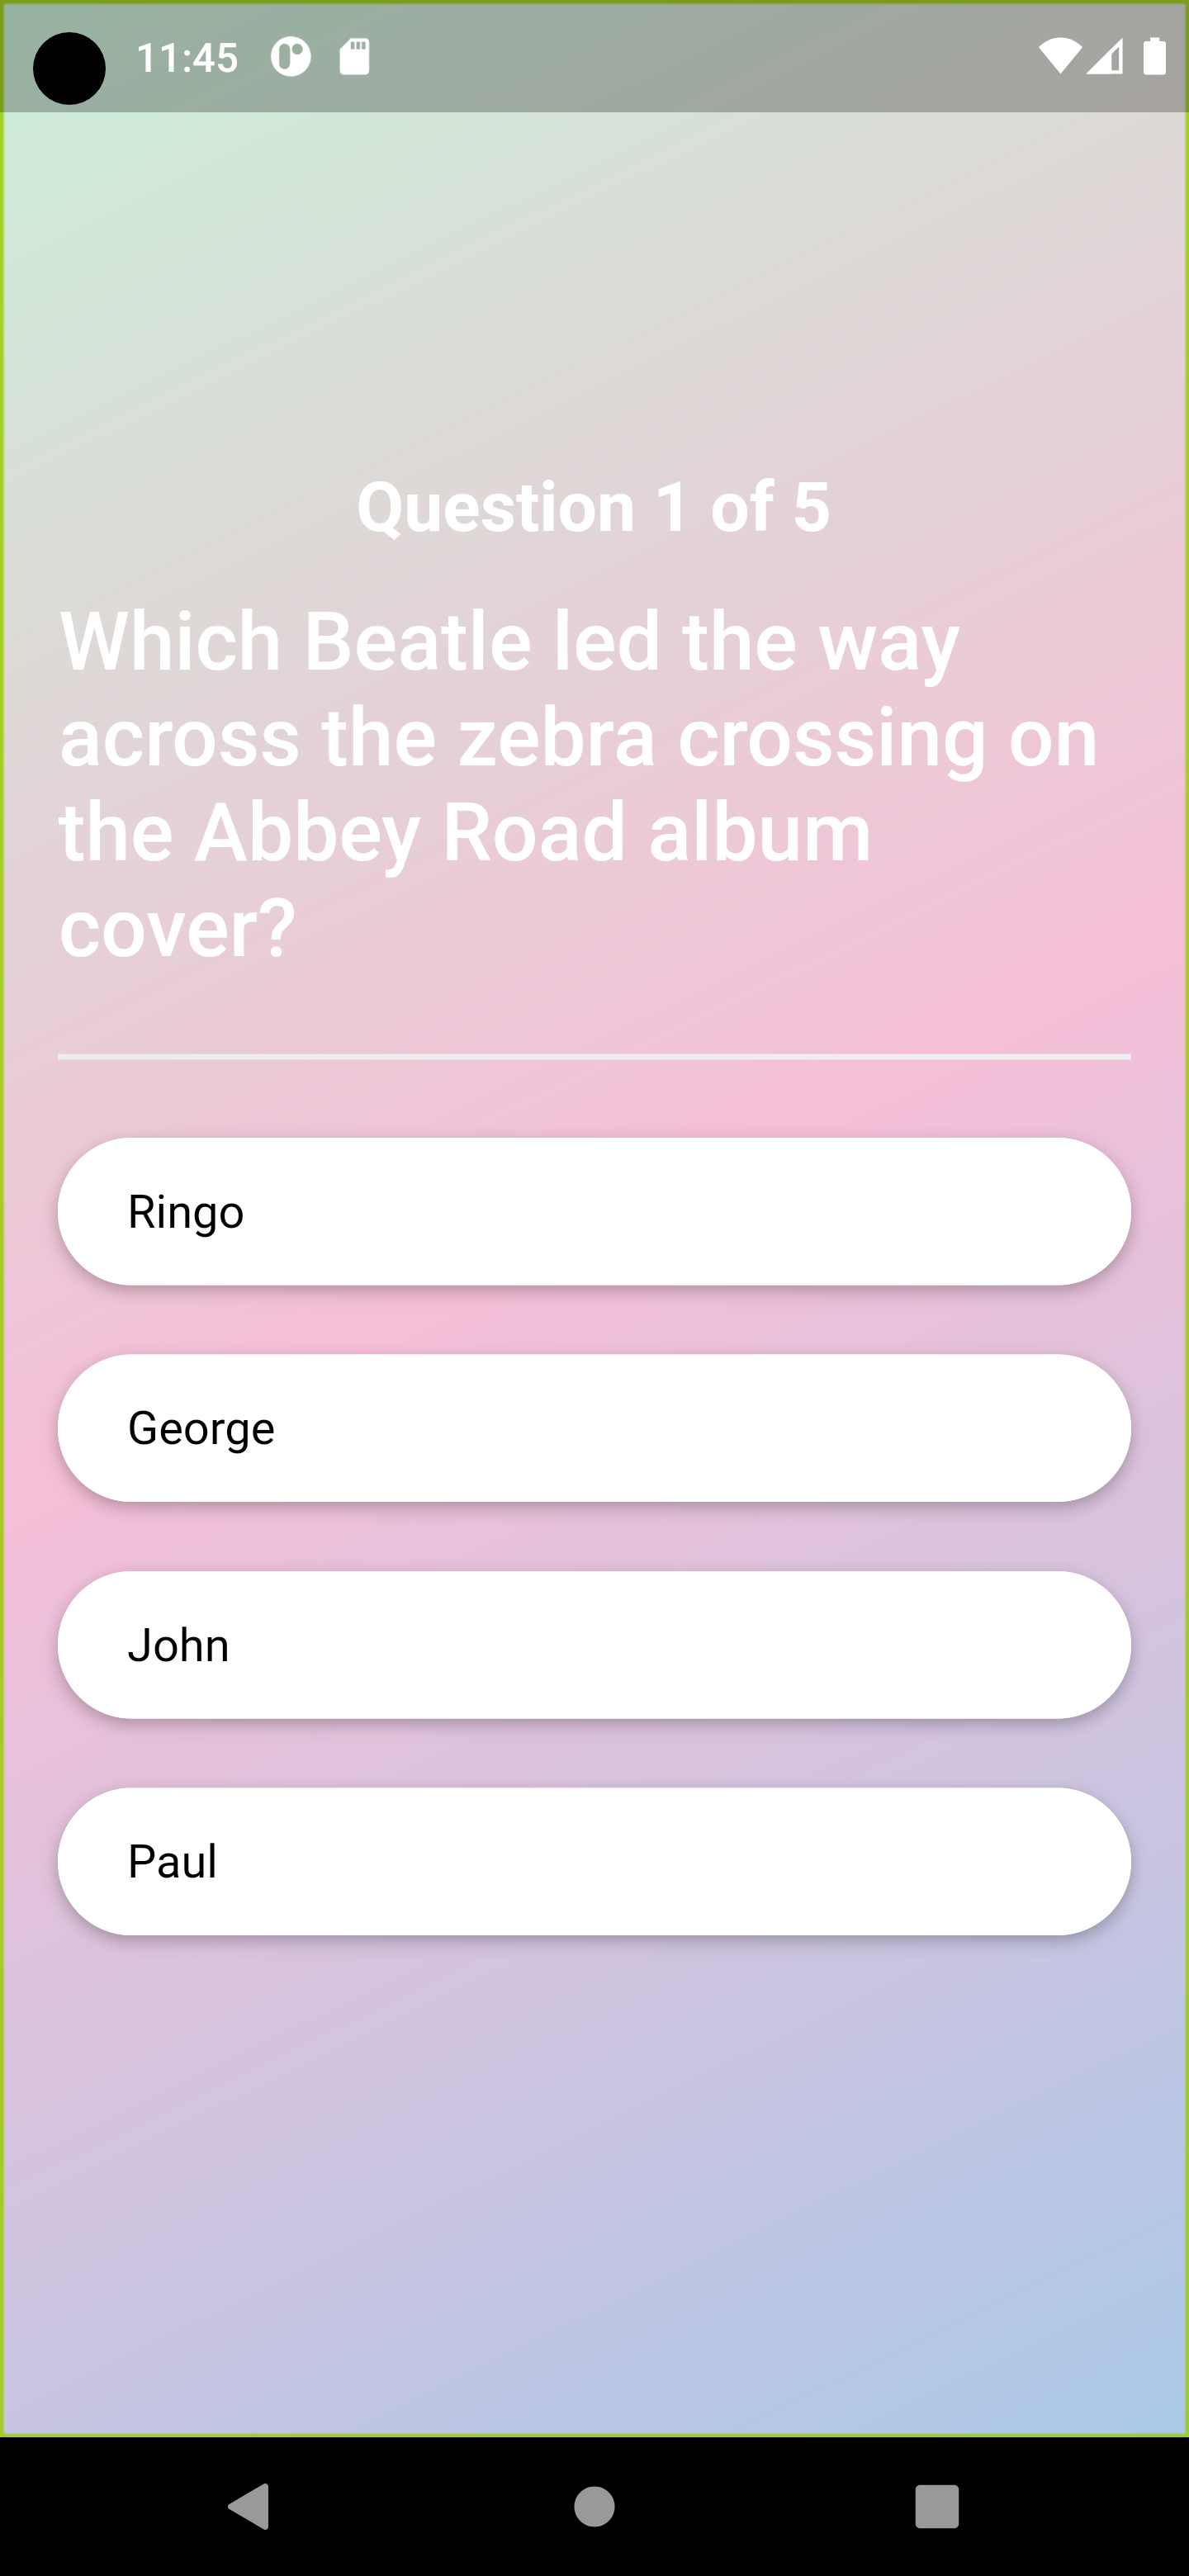 11:45
Question 1 of 5
Which Beatle led the way
across the zebra crossing on
the Abbey Road album
cover?
Ringo
George
John
Paul